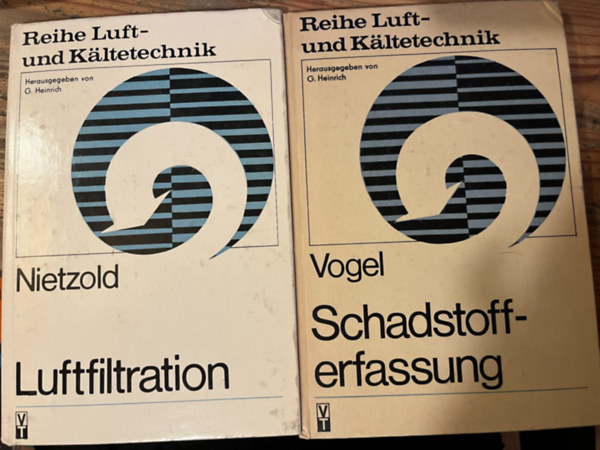 Reihe Luft-
und Kältetechnik
Herausgegeben von
G. Heinrich
Nietzold
Luftfiltration
VT
Reihe Luft-
und Kältetechnik
Herausgegeben von
G. Heinrich
Vogel
Schadstoff-
erfassung
VT